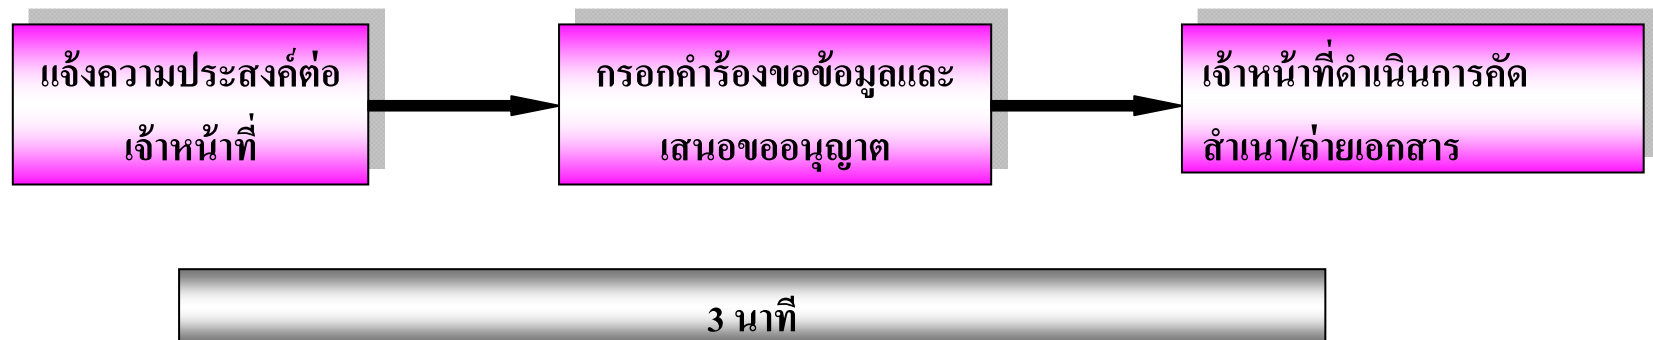 แจ้งความประสงค์ต่อ
เจ้าหน้าที่
กรอกคำร้องขอข้อมูลและ
เสนอขออนุญาต
เจ้าหน้าที่ดำเนินการคัด
สำเนา/ถ่ายเอกสาร
3 นาที